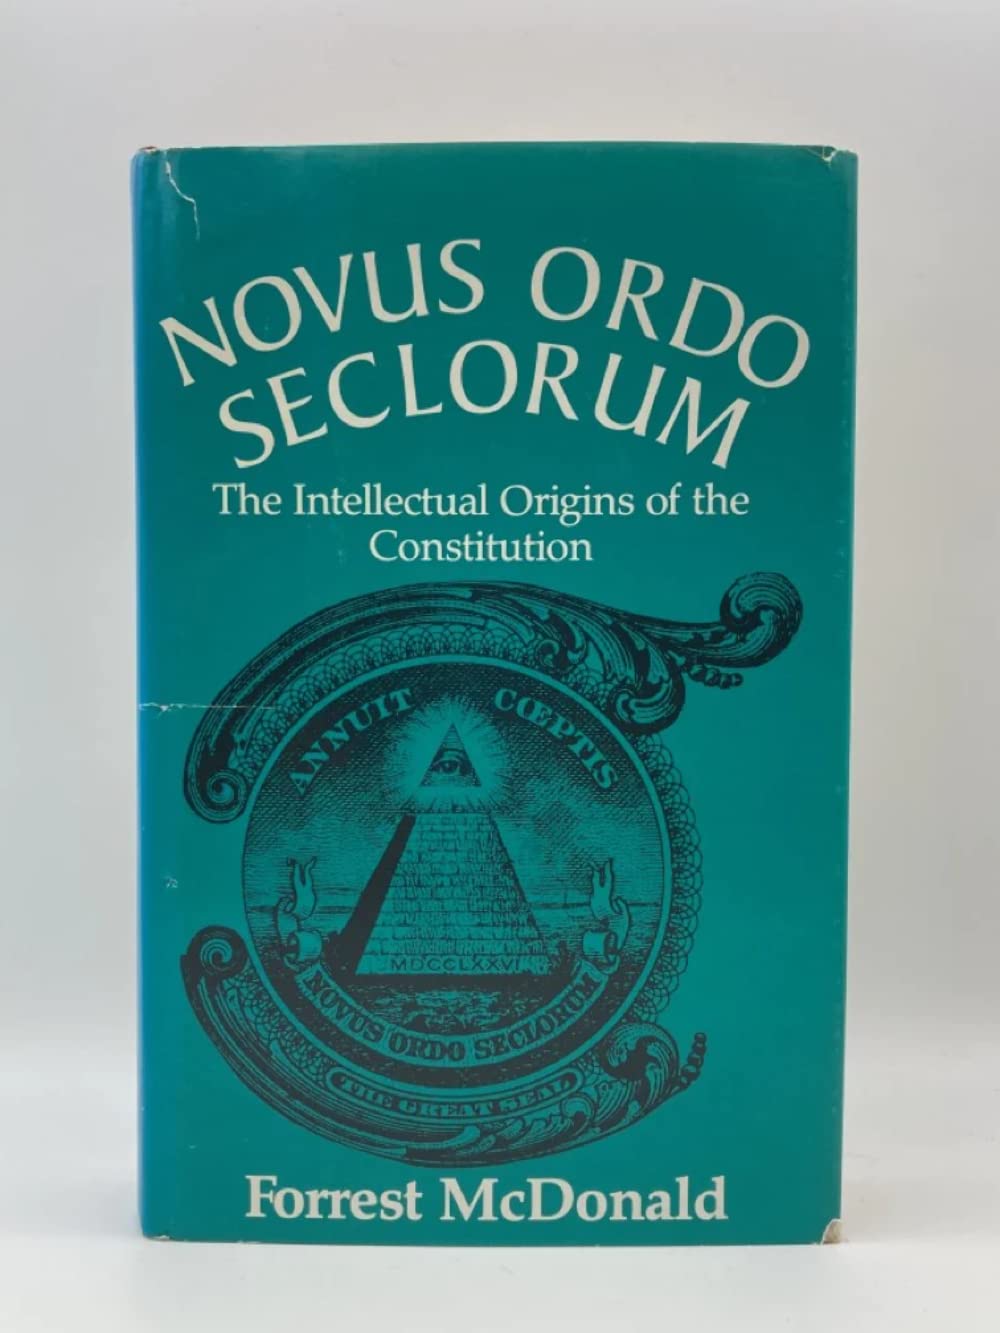 NOVUS ORDO
SECLORUM
The Intellectual Origins of the
Constitution
ANNUIT CŒPTIS
MDCCLXXVI
NOVUS ORDO SECLORUM
THE GREAT SEAL
Forrest McDonald